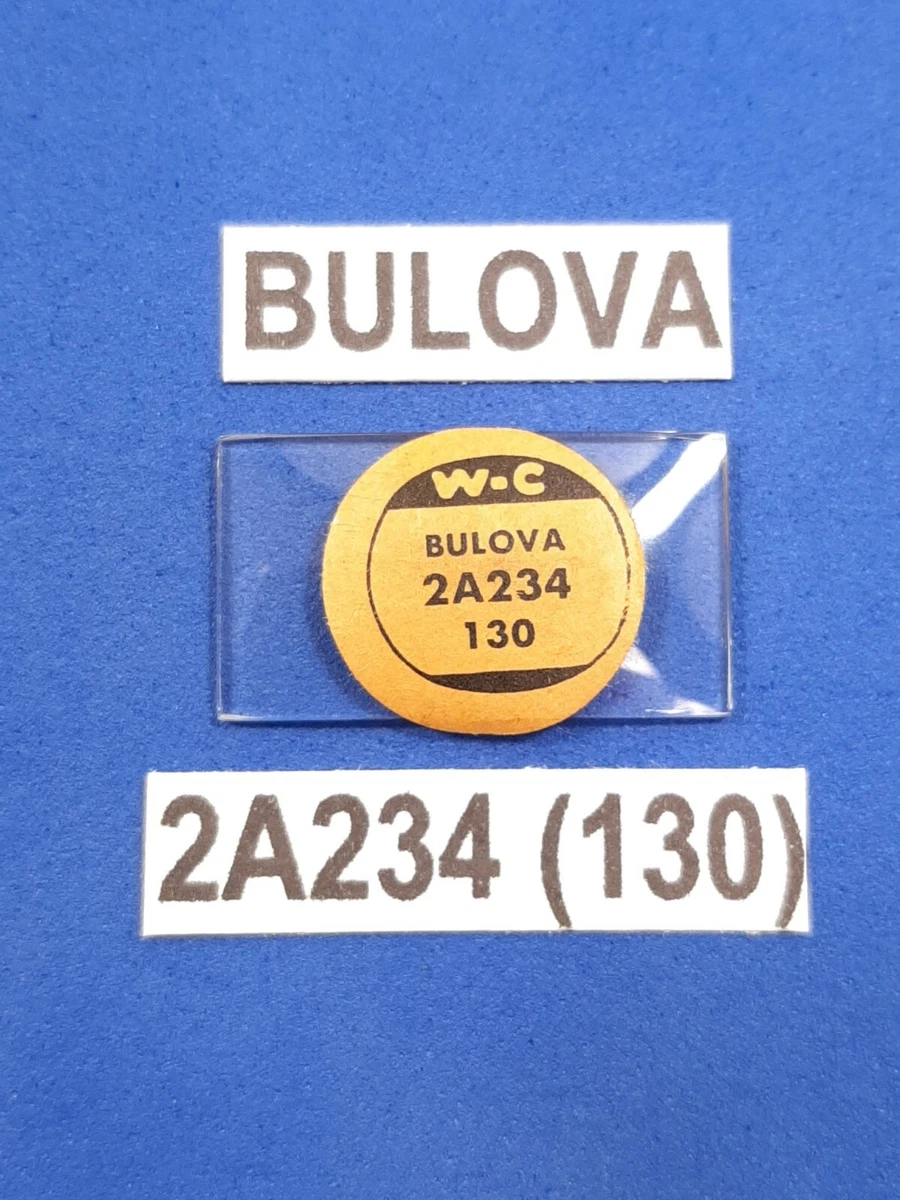 BULOVA
W-C
BULOVA
2A234
130
2A234 (130)